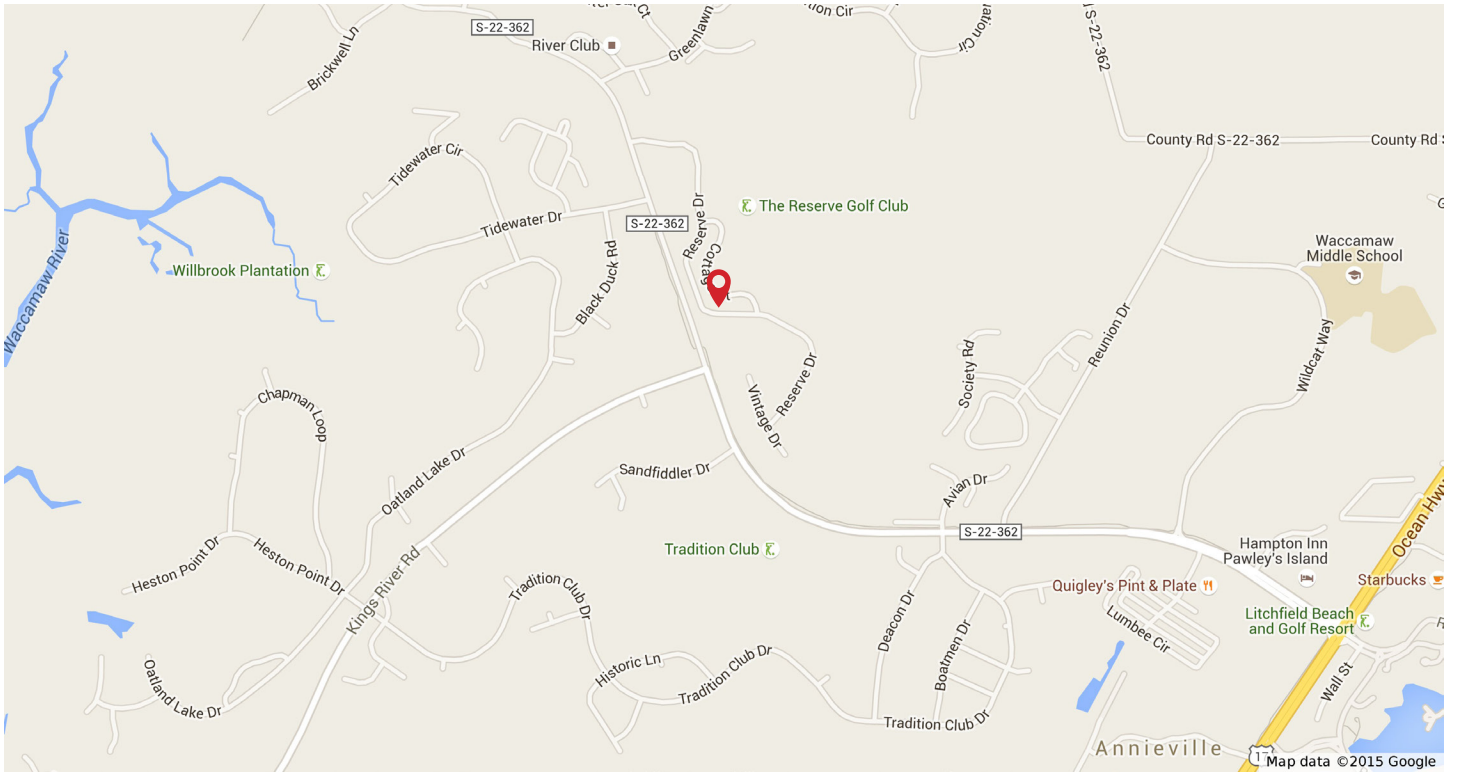 S-22-362
River Club
Greenlawn
Brickwell Ln
S-22-362
County Rd S-22-362
County Rd
Tidewater Cir
Tidewater Dr
S-22-362
Reserve Dr
The Reserve Golf Club
Waccamaw River
Willbrook Plantation
Black Duck Rd
Waccamaw
Middle School
Reunion Dr
Wildcat Way
Society Rd
Reserve Dr
Vintage Dr
Chapman Loop
Oatland Lake Dr
Sandfiddler Dr
Avian Dr
S-22-362
Tradition Club
Ocean Hwy
Hampton Inn
Pawley's Island
Heston Point Dr
Heston Point Dr
Kings River Rd
Tradition Club Dr
Quigley's Pint & Plate
Starbucks
Litchfield Beach
and Golf Resort
Lumbee Cir
Deacon Dr
Boatmen Dr
Historic Ln
Tradition Club Dr
Oatland Lake Dr
Tradition Club Dr
Wall St
Annieville
17
Map data ©2015 Google